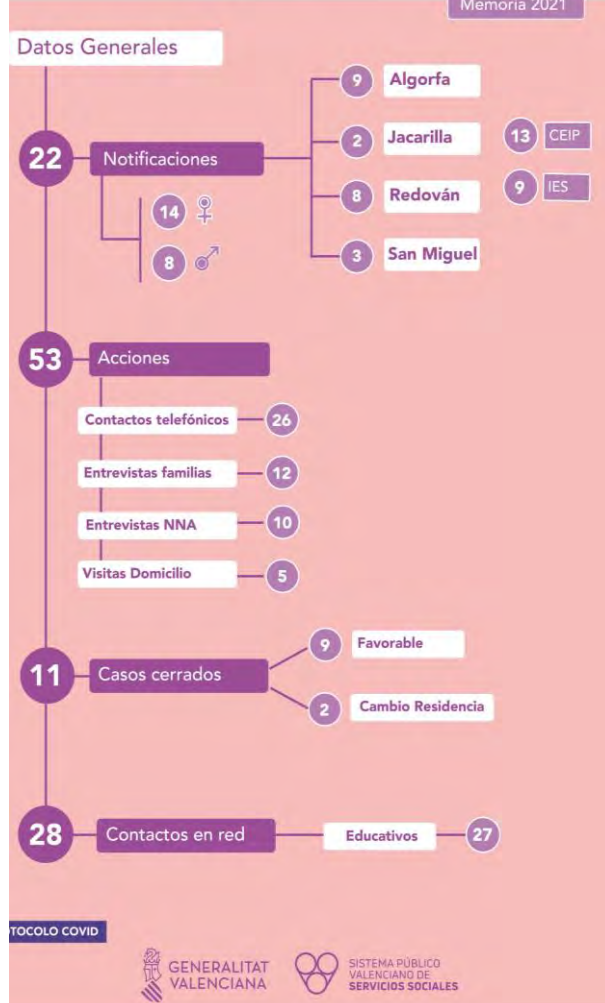 Memoria 2021
Datos Generales
22 Notificaciones
14
8
9 Algorfa
2 Jacarilla
8 Redován
3 San Miguel
13 CEIP
9 IES
53 Acciones
Contactos telefónicos 26
Entrevistas familias 12
Entrevistas NNA 10
Visitas Domicilio 5
11 Casos cerrados
9 Favorable
2 Cambio Residencia
28 Contactos en red
Educativos 27
OTOCOLO COVID
GENERALITAT
VALENCIANA
SISTEMA PÚBLICO
VALENCIANO DE
SERVICIOS SOCIALES